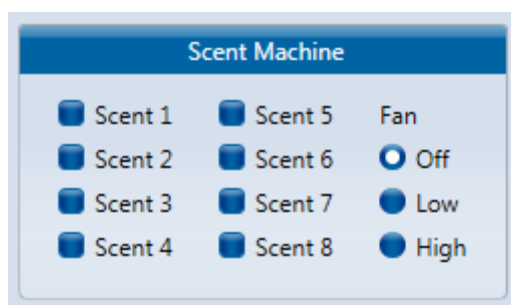 Scent Machine
Scent 1 Scent 5 Fan
Scent 2 Scent 6 Off
Scent 3 Scent 7 Low
Scent 4 Scent 8 High